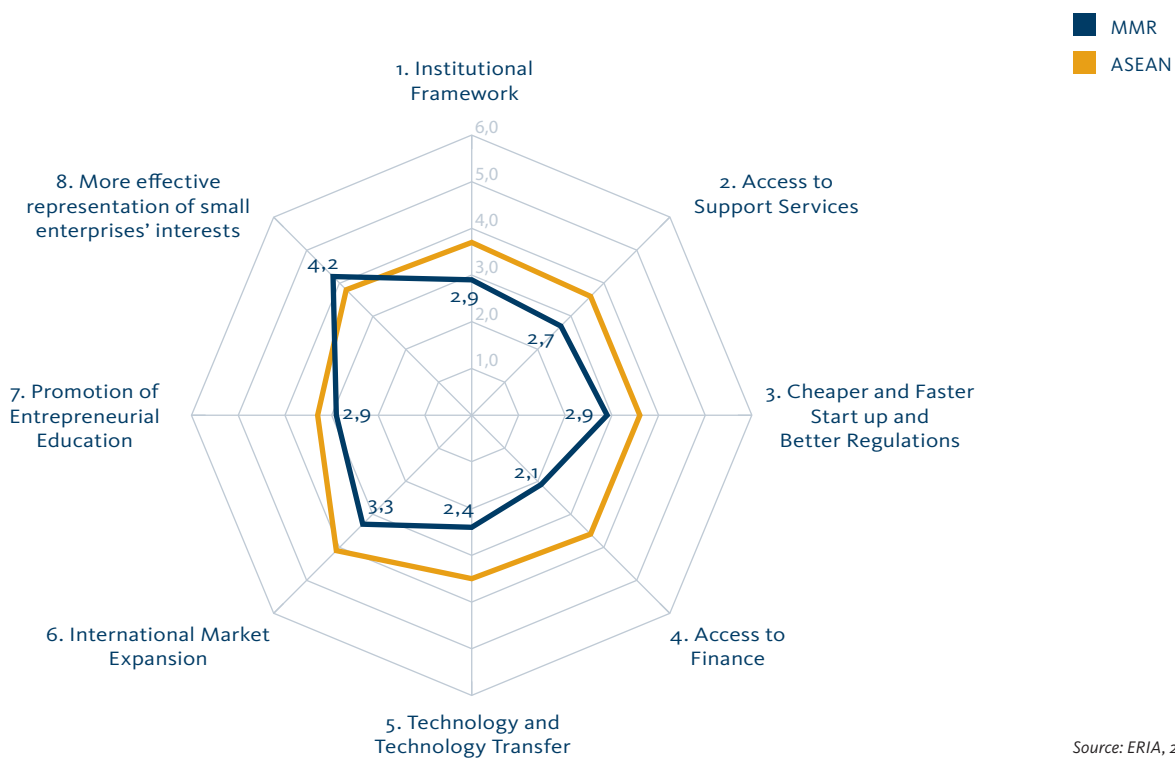 MMR
ASEAN
1. Institutional
Framework
6,0
5,0
4,0
3,0
2,0
1,0
2. Access to
Support Services
3. Cheaper and Faster
Start up and
Better Regulations
4. Access to
Finance
5. Technology and
Technology Transfer
6. International Market
Expansion
7. Promotion of
Entrepreneurial
Education
8. More effective
representation of small
enterprises’ interests
2,9
2,7
2,9
2,1
2,4
3,3
2,9
4,2
Source: ERIA,